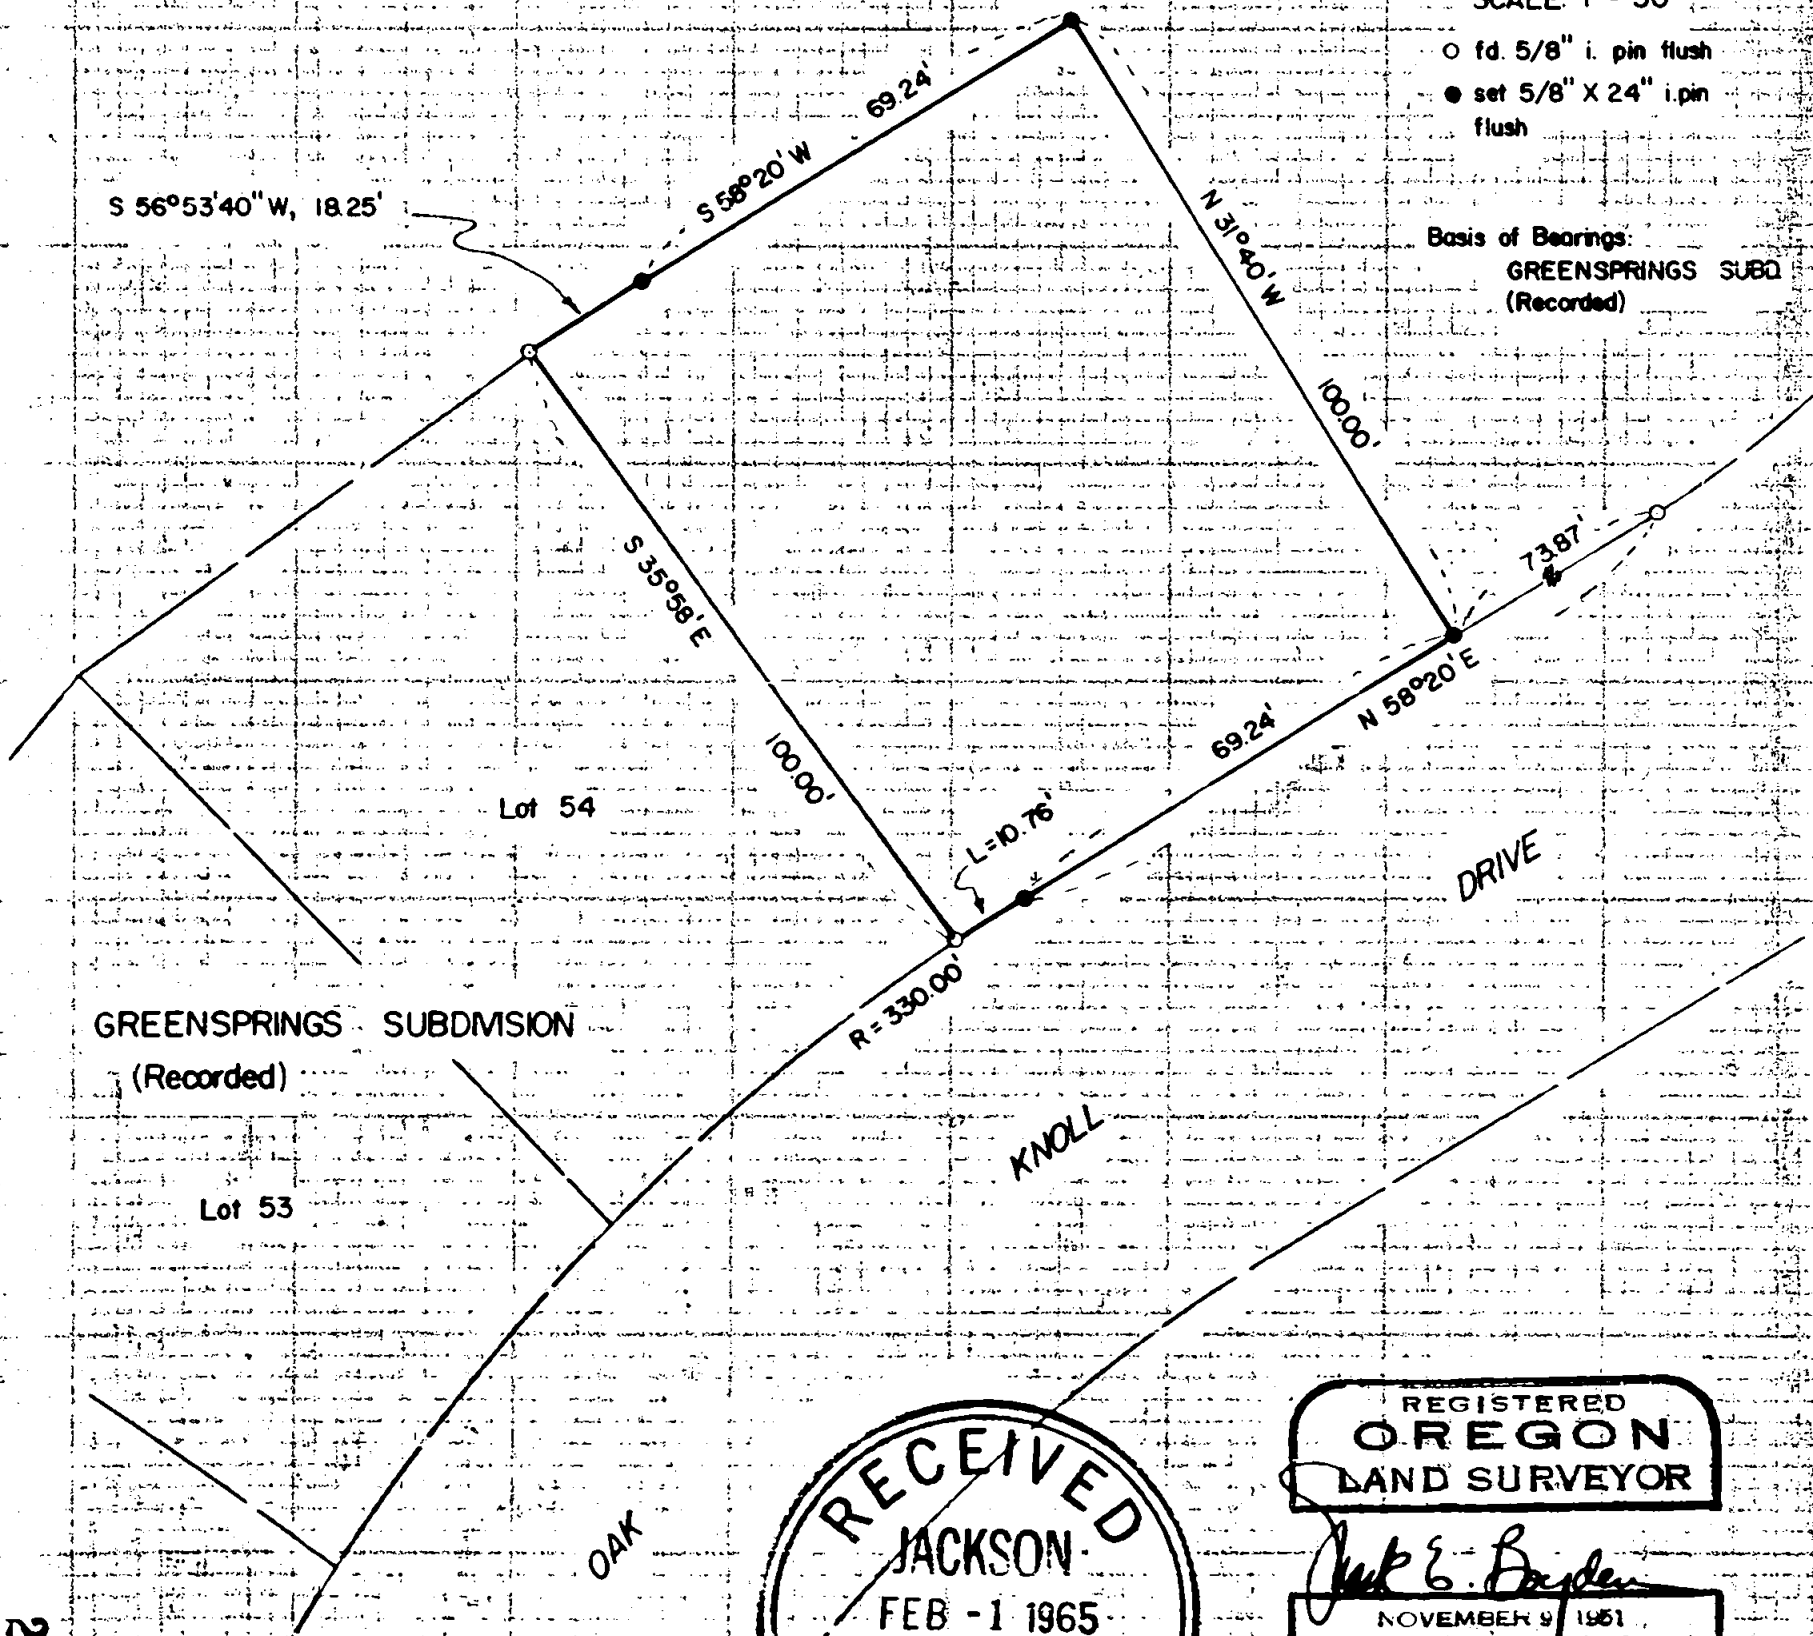 SCALE: 1" = 30'
○ fd. 5/8" i. pin flush
● set 5/8" X 24" i.pin
flush
69.24'
S 58°20' W
S 56°53'40" W, 18.25'
N 31°40' W
Basis of Bearings:
GREENSPRINGS SUBD.
(Recorded)
100.00'
73.87'
S 35°58' E
N 58°20' E
69.24'
100.00'
Lot 54
L=10.76'
DRIVE
R = 330.00'
GREENSPRINGS SUBDIVISION
(Recorded)
KNOLL
Lot 53
OAK
RECEIVED
JACKSON
FEB -1 1965
REGISTERED
OREGON
LAND SURVEYOR
Jack E. Boyden
NOVEMBER 9, 1951